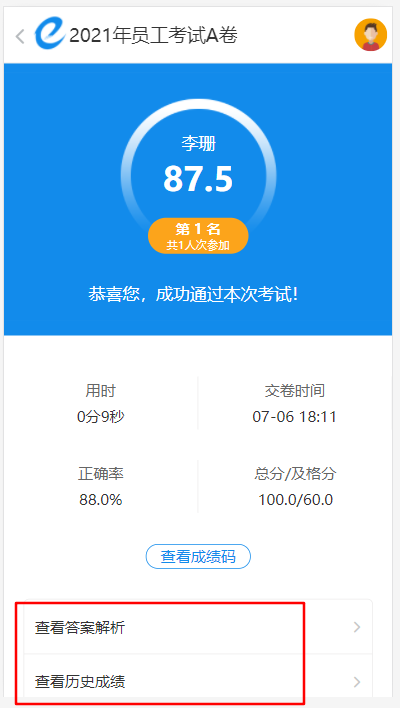 2021年员工考试A卷
李珊
87.5
第 1 名
共1人次参加
恭喜您，成功通过本次考试！
用时
交卷时间
0分9秒
07-06 18:11
正确率
总分/及格分
88.0%
100.0/60.0
查看成绩码
查看答案解析
查看历史成绩